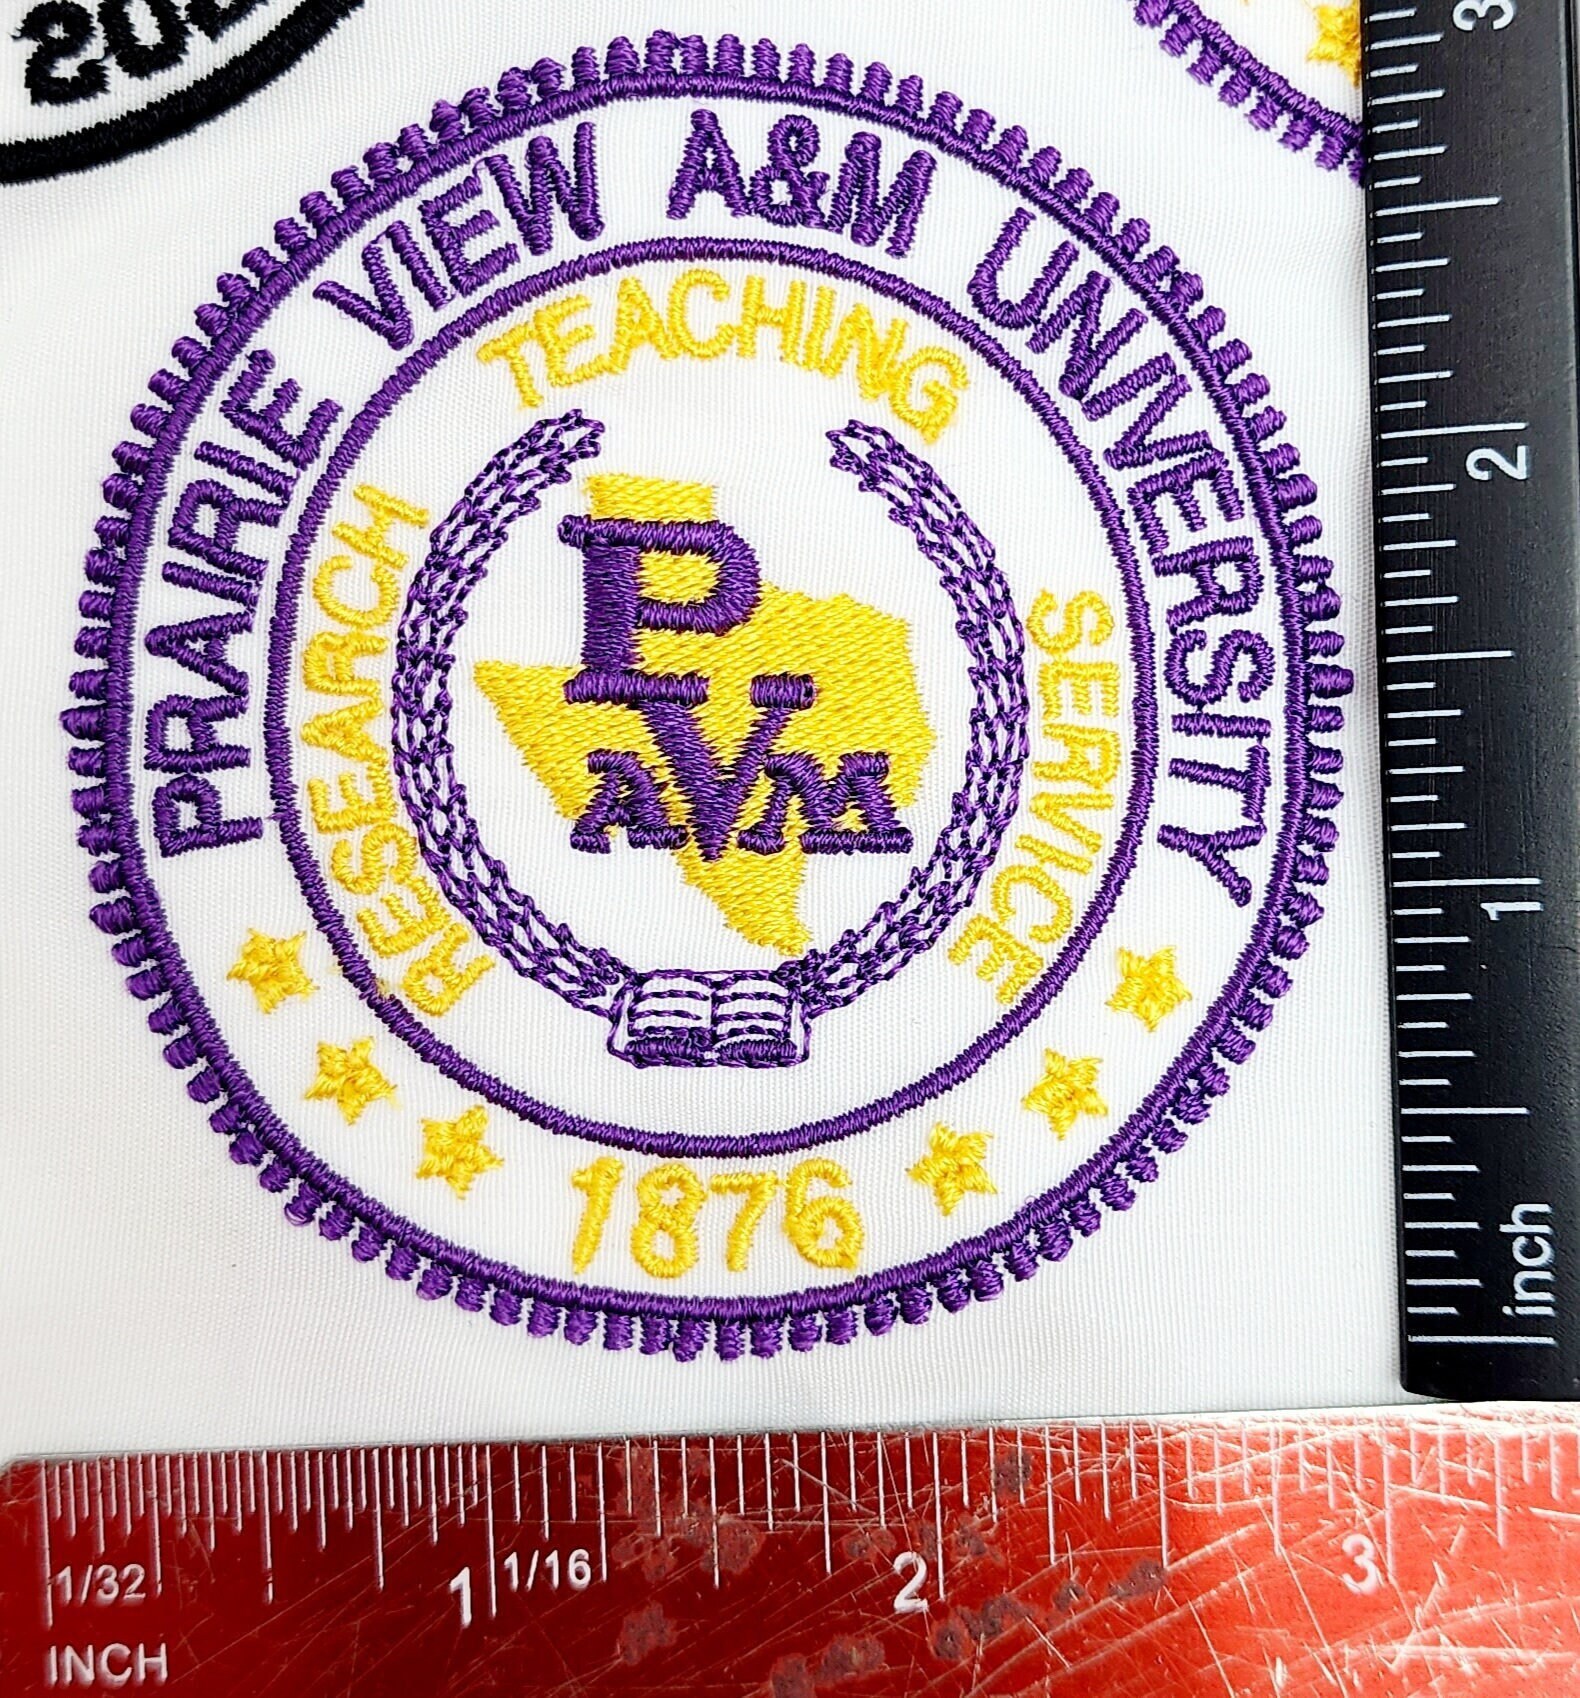 PRAIRIE VIEW A&M UNIVERSITY
TEACHING
RESEARCH
SERVICE
P
A V M
1876
3
2
1
inch
1/32 1 1/16 2 3
INCH